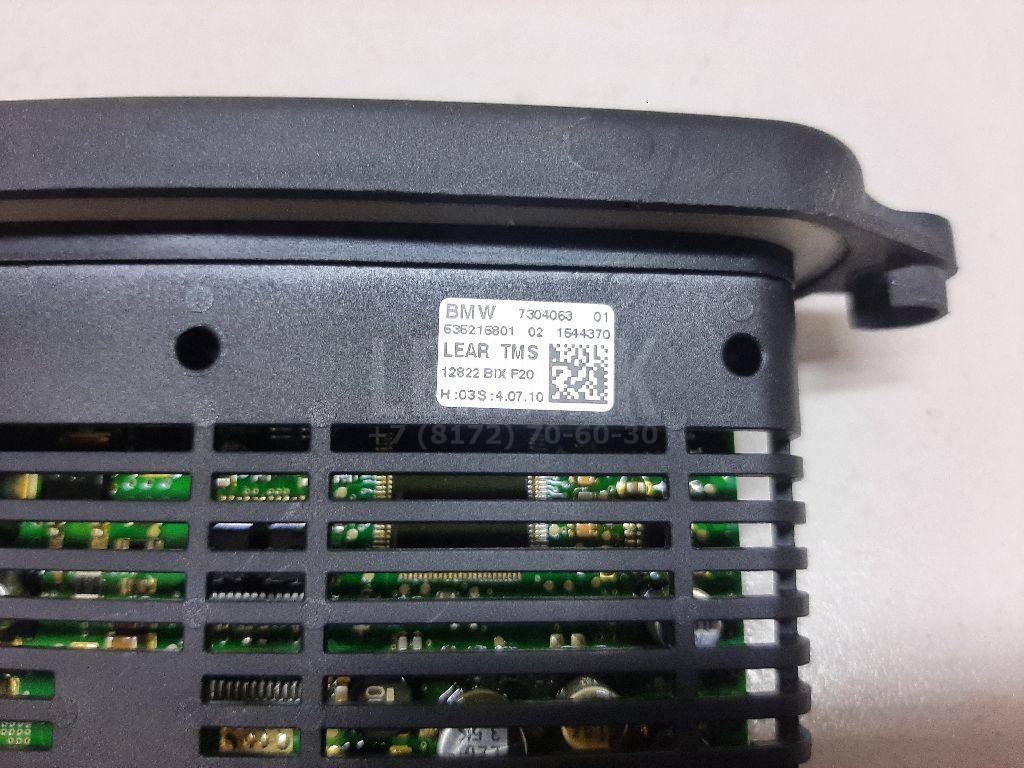 BMW 7304063 01
535215801 02 1544370
LEAR TMS
12822 BIX F20
H:03S:4.07.10
+7 (8172) 70-60-30